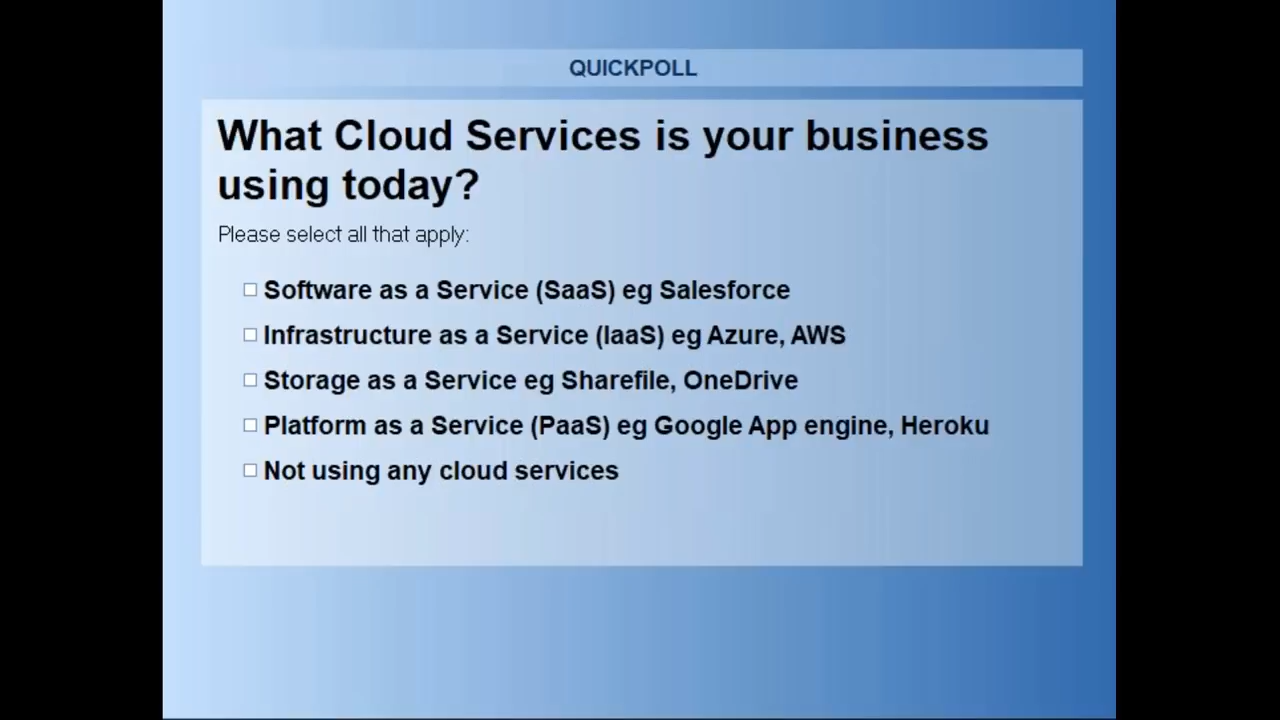 QUICKPOLL
What Cloud Services is your business
using today?
Please select all that apply:
Software as a Service (SaaS) eg Salesforce
Infrastructure as a Service (IaaS) eg Azure, AWS
Storage as a Service eg Sharefile, OneDrive
Platform as a Service (PaaS) eg Google App engine, Heroku
Not using any cloud services